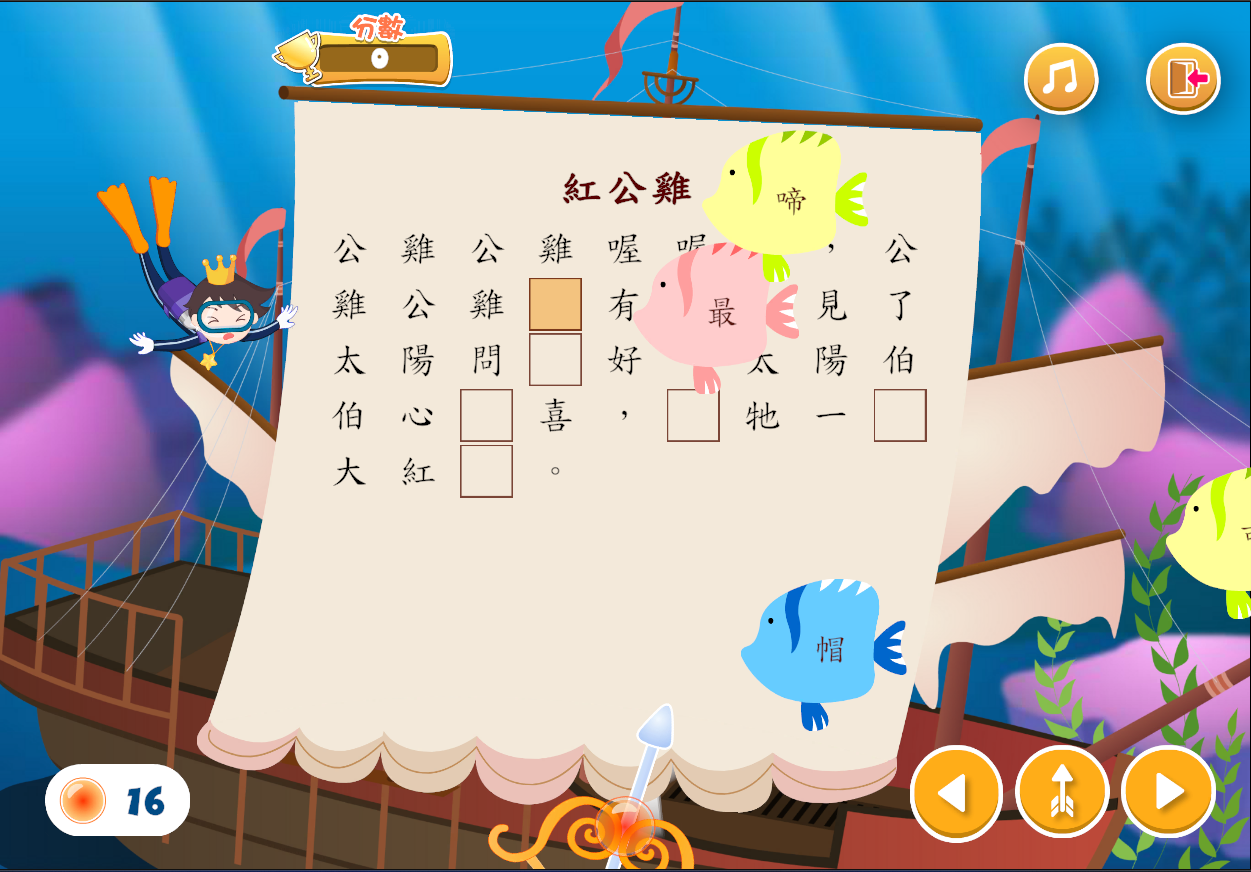 分數
0
紅公雞
公雞公雞喔喔，公
雞公雞有見了
太陽問好太陽伯
伯心喜，牠一
大紅。
啼
最
帽
16